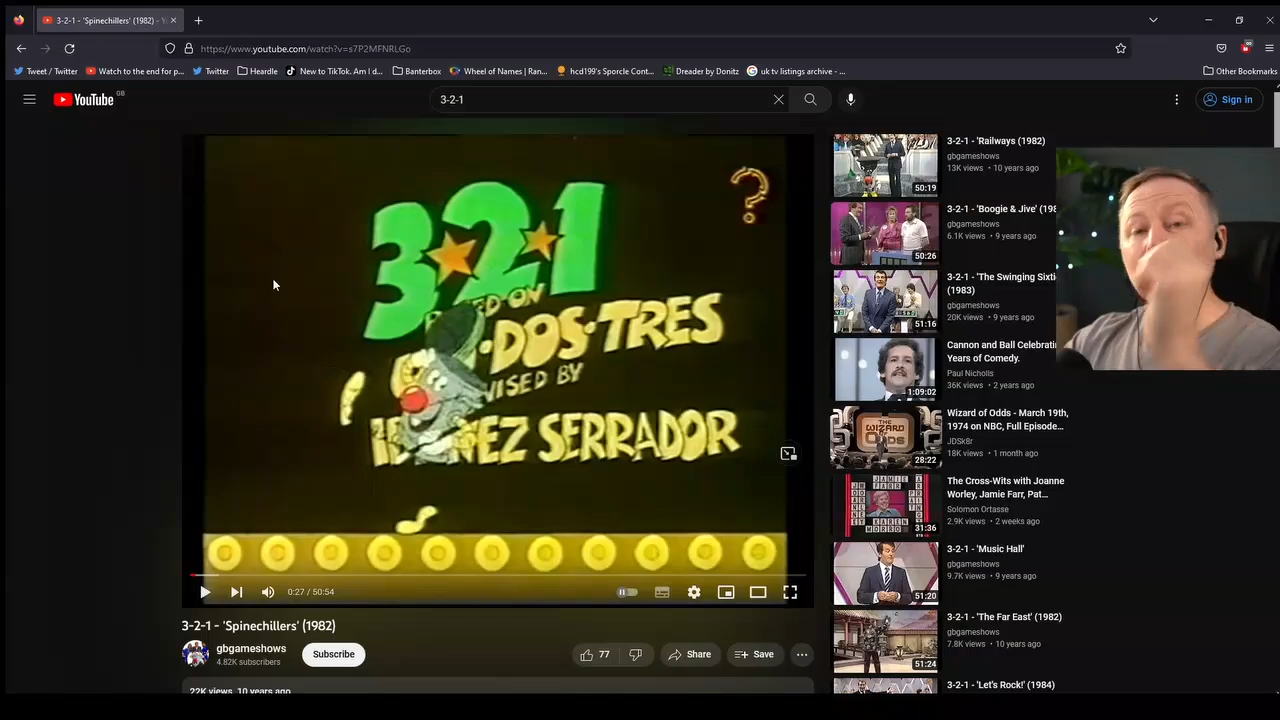 3-2-1 - 'Spinechillers' (1982) - Y
https://www.youtube.com/watch?v=s7P2MFNRLGo
Tweet / Twitter
Watch to the end for p...
Twitter
Heardle
New to TikTok. Am I d...
Banterbox
Wheel of Names | Ran...
hcd199's Sporcle Cont...
Dreader by Donitz
uk tv listings archive - ...
Other Bookmarks
YouTube GB
3-2-1
Sign in
?
3 2 1
DOS·TRES
BY
SERRADOR
0:27 / 50:54
3-2-1 - 'Spinechillers' (1982)
gbgameshows
4.82K subscribers
Subscribe
77
Share
Save
22K views 10 years ago
3-2-1 - 'Railways (1982)
gbgameshows
13K views • 10 years ago
50:19
3-2-1 - 'Boogie & Jive' (198
gbgameshows
6.1K views • 9 years ago
50:26
3-2-1 - 'The Swinging Sixti
(1983)
gbgameshows
20K views • 9 years ago
51:16
Cannon and Ball Celebratin
Years of Comedy.
Paul Nicholls
36K views • 2 years ago
1:09:02
Wizard of Odds - March 19th,
1974 on NBC, Full Episode...
JDSk8r
18K views • 1 month ago
THE WIZARD OF ODDS
28:22
The Cross-Wits with Joanne
Worley, Jamie Farr, Pat...
Solomon Ortasse
2.9K views • 2 weeks ago
31:36
3-2-1 - 'Music Hall'
gbgameshows
9.7K views • 9 years ago
51:20
3-2-1 - 'The Far East' (1982)
gbgameshows
7.8K views • 10 years ago
51:24
3-2-1 - 'Let's Rock!' (1984)